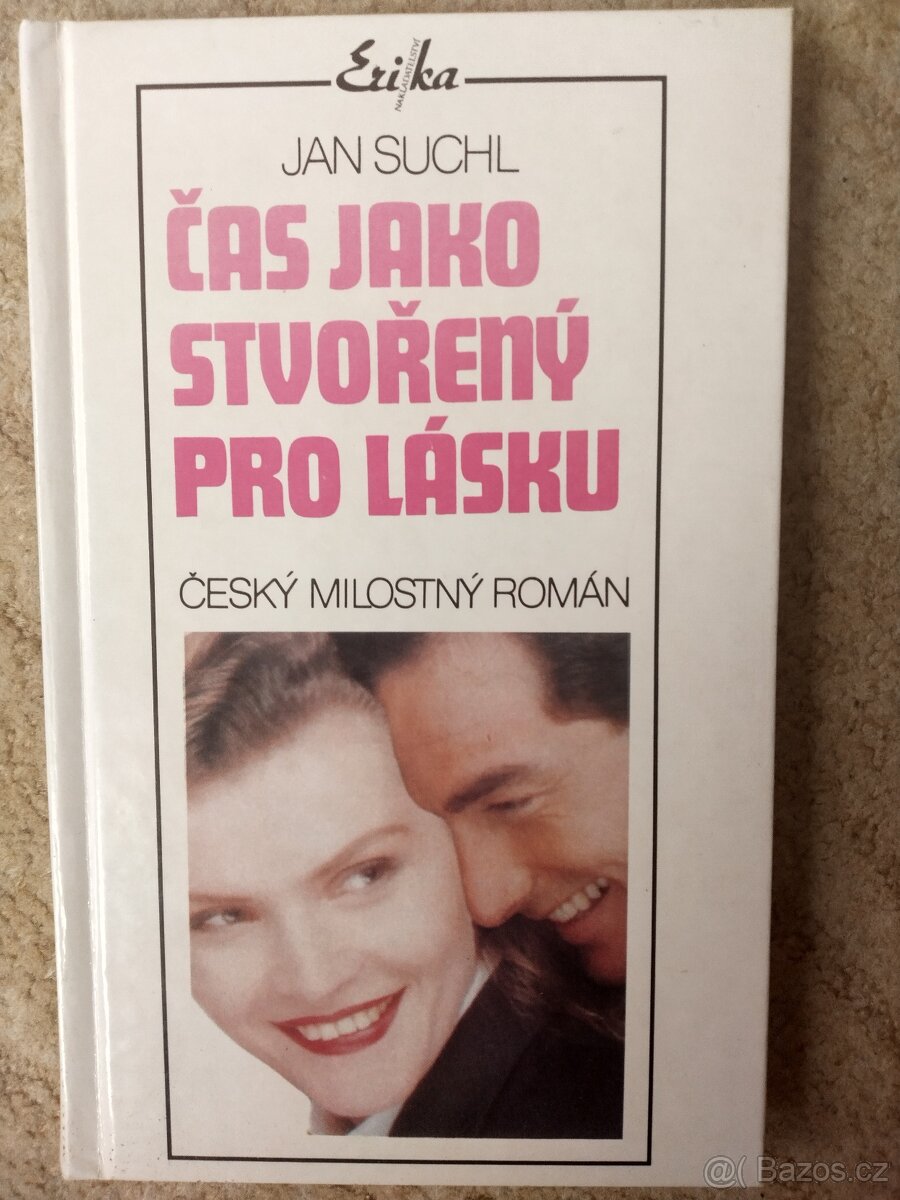 Erika
NAKLADATELSTVÍ
JAN SUCHL
ČAS JAKO
STVOŘENÝ
PRO LÁSKU
ČESKÝ MILOSTNÝ ROMÁN
@( Bazos.cz